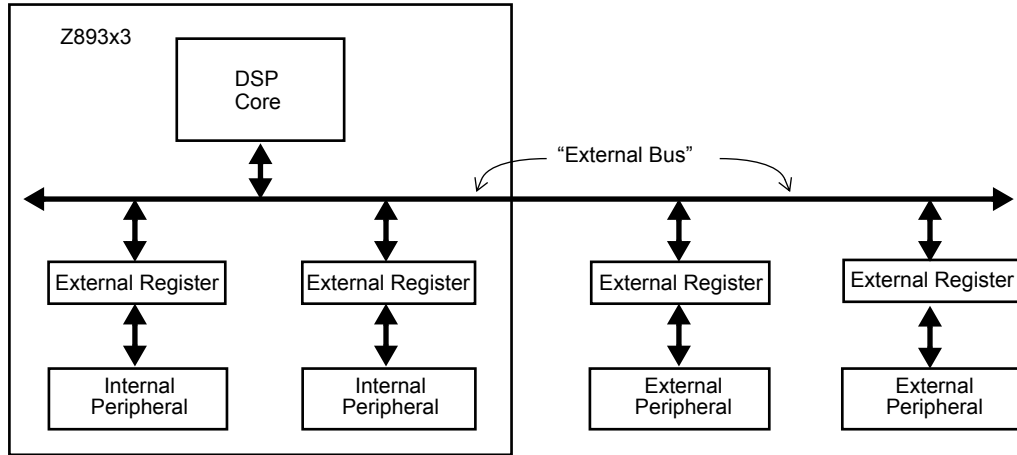 Z893x3
DSP
Core
“External Bus”
External Register
External Register
External Register
External Register
Internal
Peripheral
Internal
Peripheral
External
Peripheral
External
Peripheral